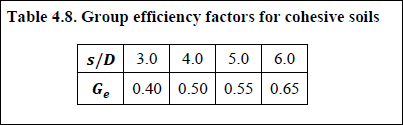 Table 4.8. Group efficiency factors for cohesive soils
s/D 3.0 4.0 5.0 6.0
Ge 0.40 0.50 0.55 0.65